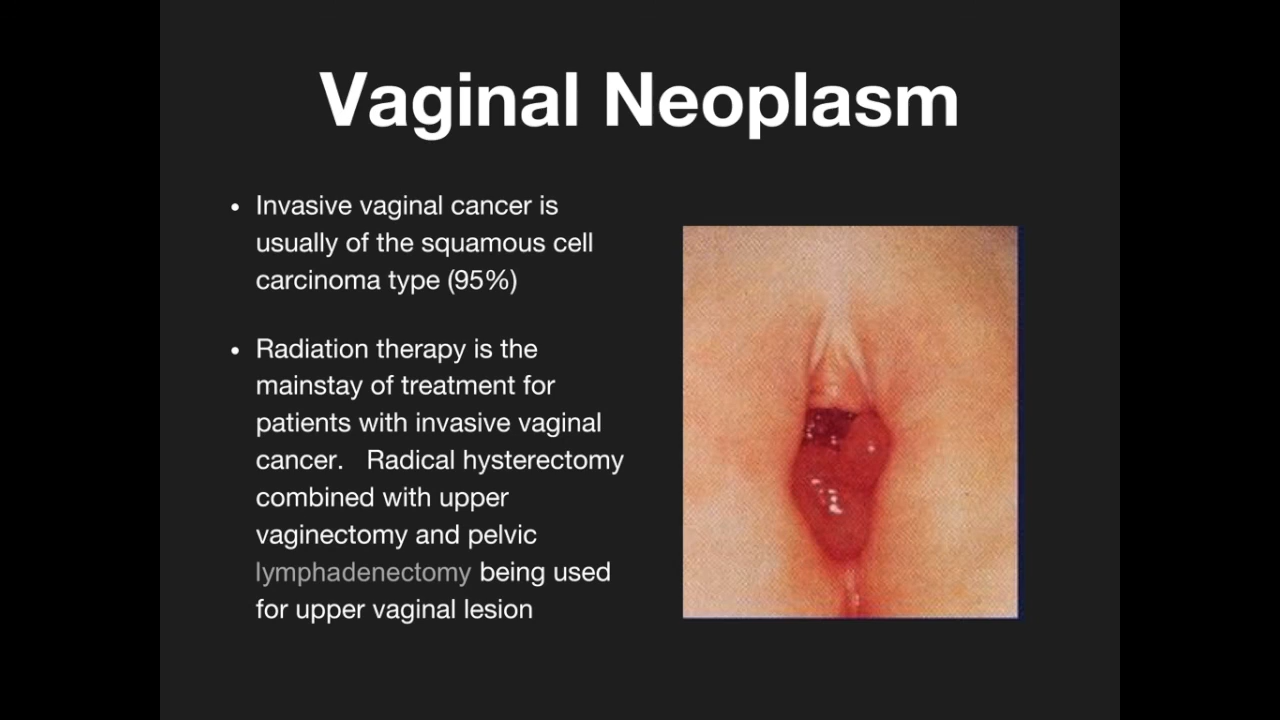 Vaginal Neoplasm
• Invasive vaginal cancer is
usually of the squamous cell
carcinoma type (95%)
• Radiation therapy is the
mainstay of treatment for
patients with invasive vaginal
cancer.   Radical hysterectomy
combined with upper
vaginectomy and pelvic
lymphadenectomy being used
for upper vaginal lesion